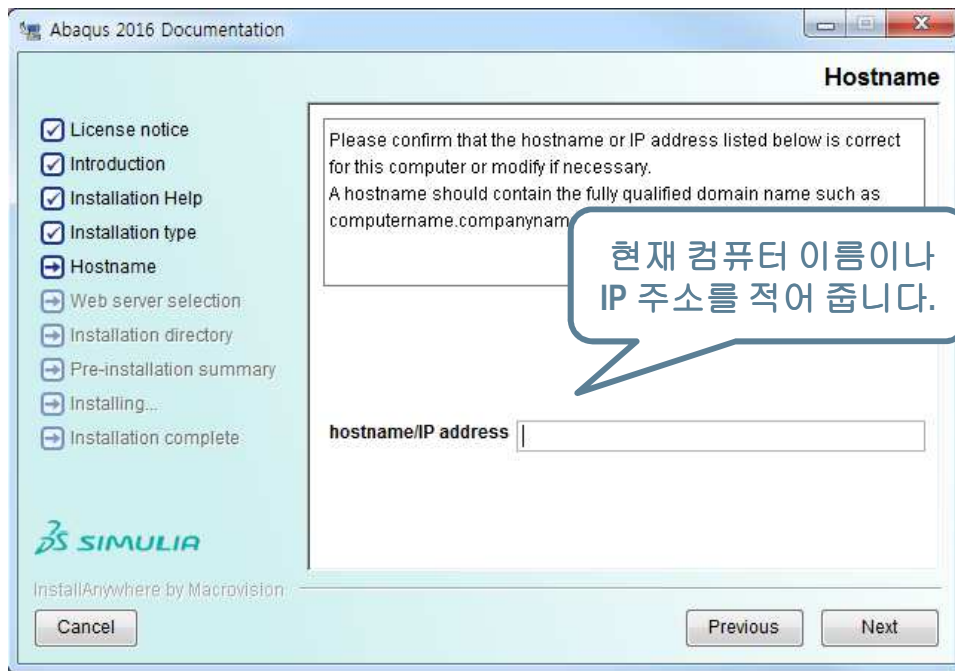 Abaqus 2016 Documentation
Hostname
License notice
Introduction
Installation Help
Installation type
Hostname
Web server selection
Installation directory
Pre-installation summary
Installing...
Installation complete
Please confirm that the hostname or IP address listed below is correct
for this computer or modify if necessary.
A hostname should contain the fully qualified domain name such as
computername.companynam
현재 컴퓨터 이름이나
IP 주소를 적어 줍니다.
hostname/IP address
SIMULIA
InstallAnywhere by Macrovision
Cancel
Previous
Next